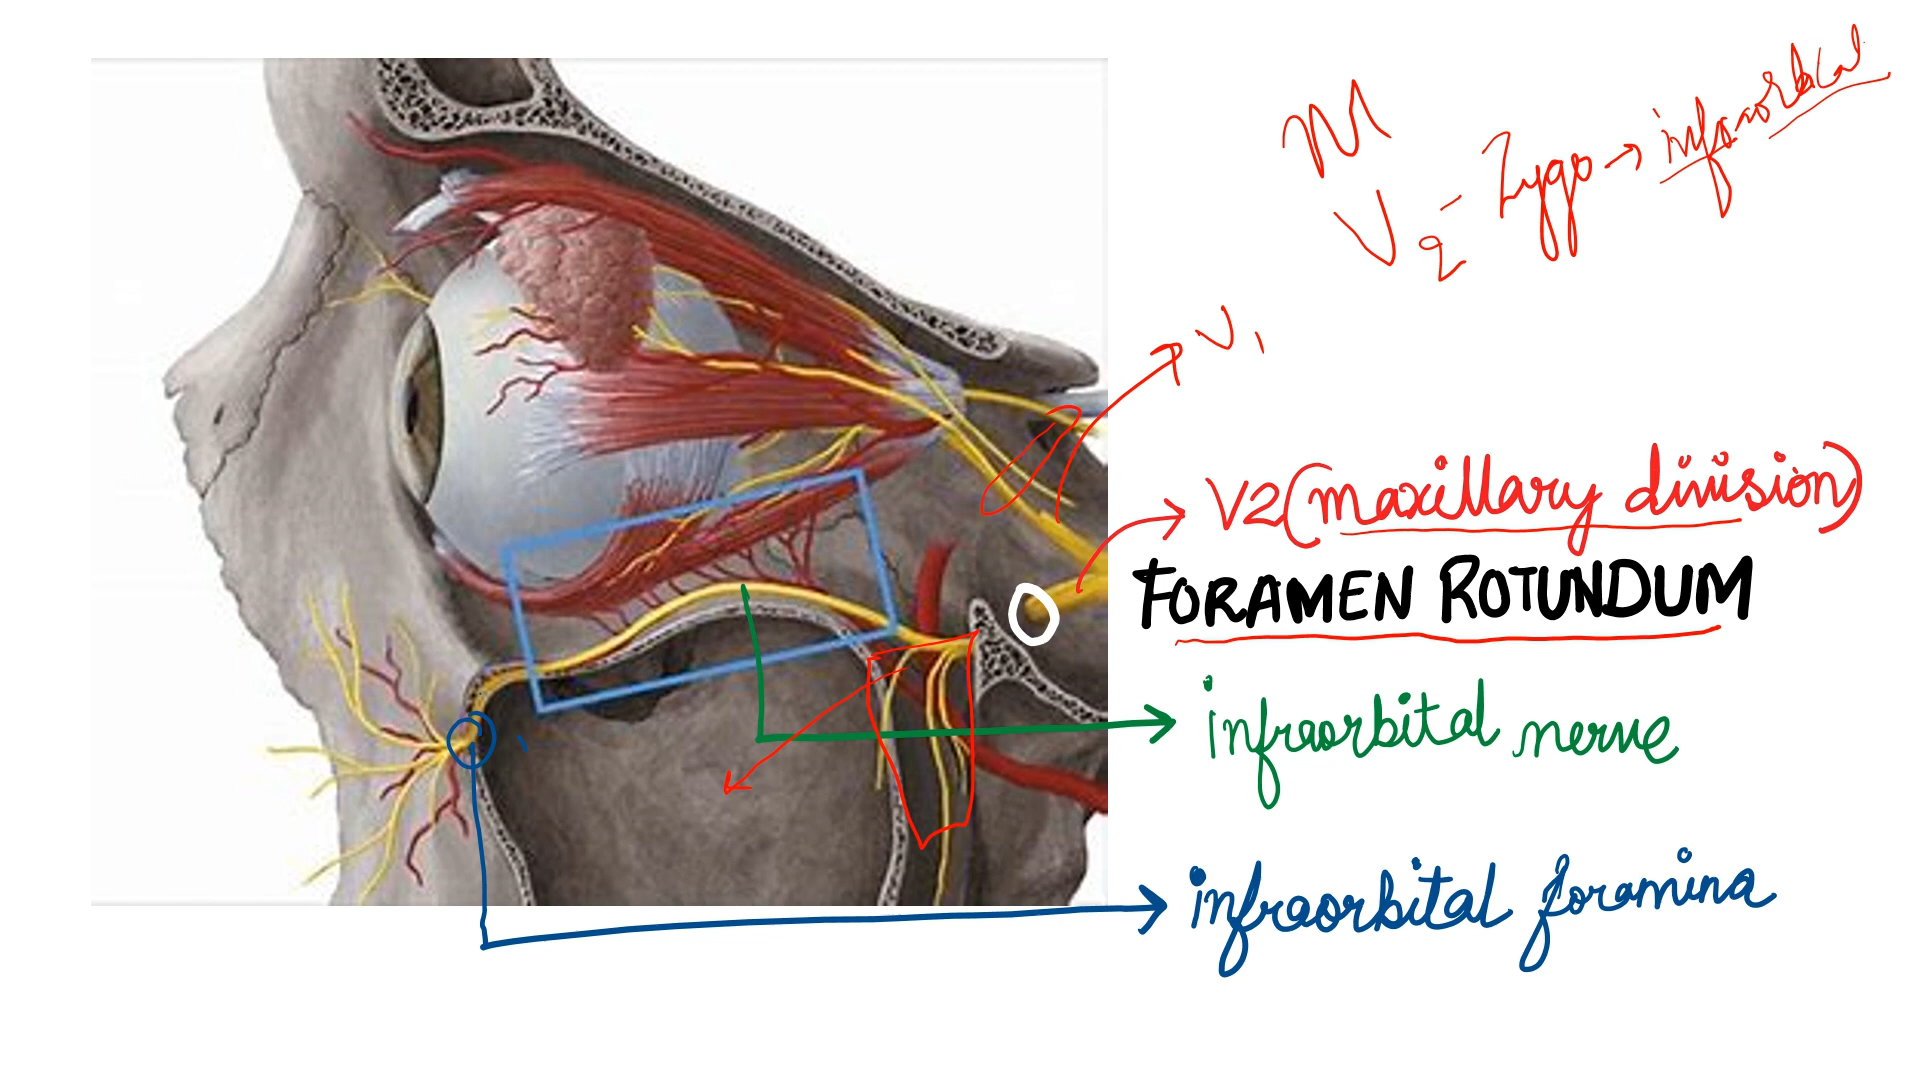 M
V2 - Zygo → infraorbital
V1
V2(maxillary division)
FORAMEN ROTUNDUM
infraorbital nerve
infraorbital foramina